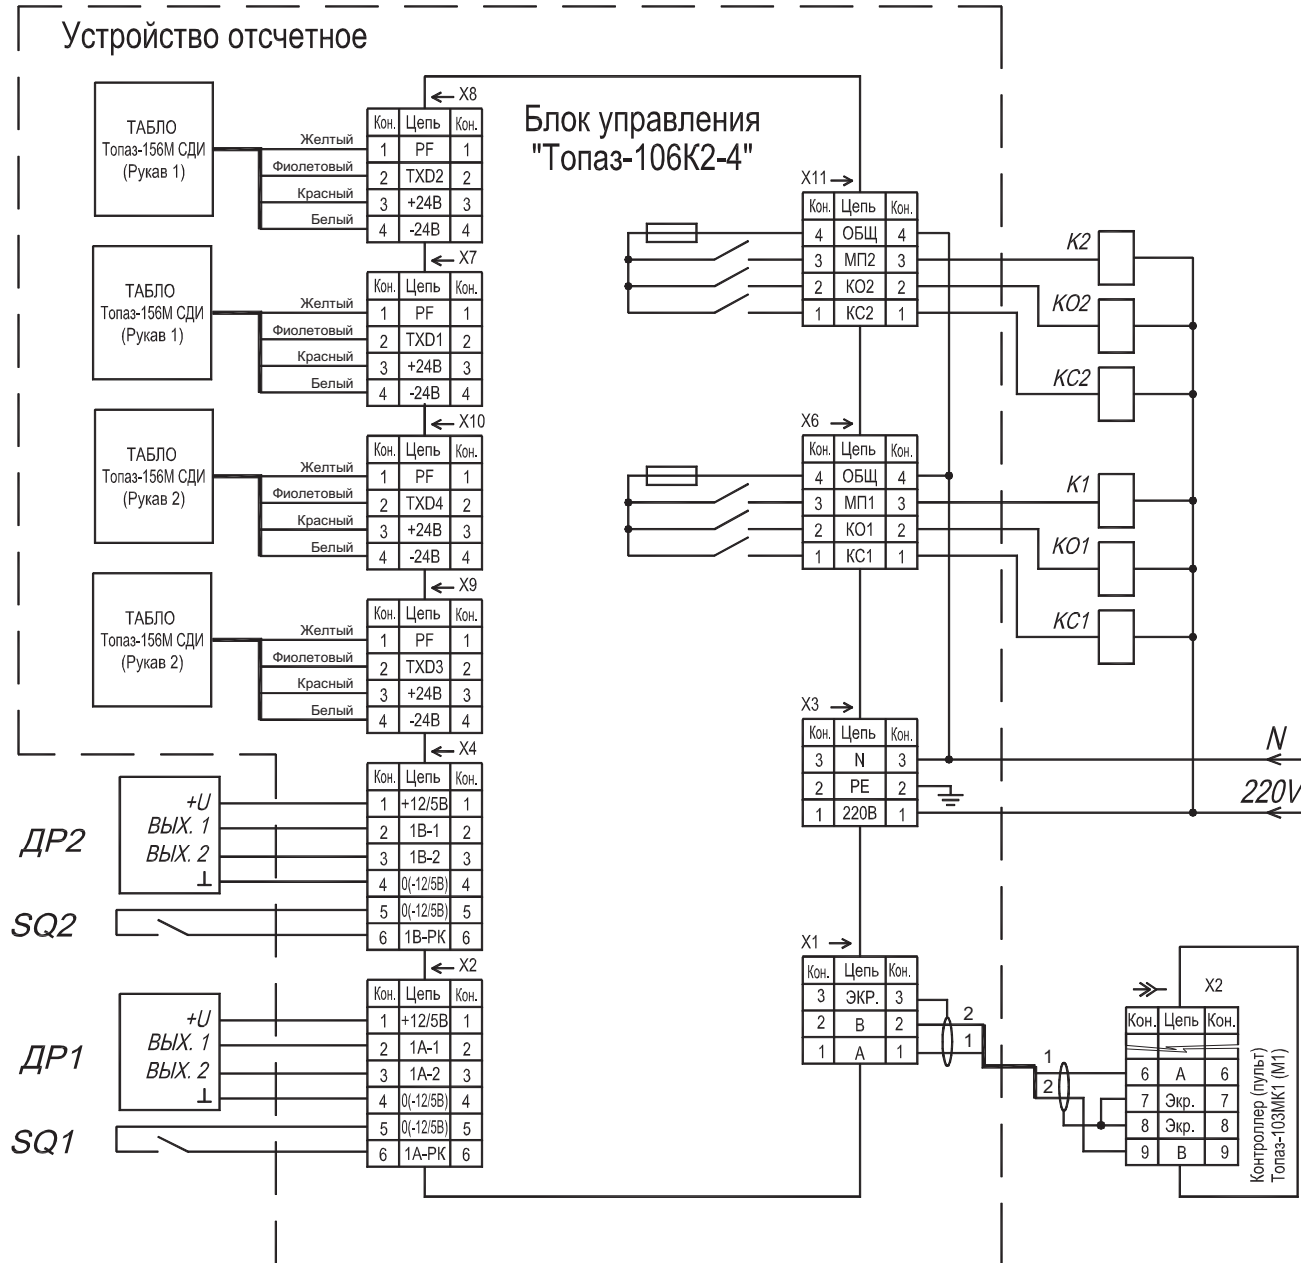 Устройство отсчетное
Блок управления
"Топаз-106К2-4"
ТАБЛО
Топаз-156М СДИ
(Рукав 1)
Желтый
Фиолетовый
Красный
Белый
X8
Кон. Цепь Кон.
1 PF 1
2 TXD2 2
3 +24В 3
4 -24В 4
ТАБЛО
Топаз-156М СДИ
(Рукав 1)
Желтый
Фиолетовый
Красный
Белый
X7
Кон. Цепь Кон.
1 PF 1
2 TXD1 2
3 +24В 3
4 -24В 4
ТАБЛО
Топаз-156М СДИ
(Рукав 2)
Желтый
Фиолетовый
Красный
Белый
X10
Кон. Цепь Кон.
1 PF 1
2 TXD4 2
3 +24В 3
4 -24В 4
ТАБЛО
Топаз-156М СДИ
(Рукав 2)
Желтый
Фиолетовый
Красный
Белый
X9
Кон. Цепь Кон.
1 PF 1
2 TXD3 2
3 +24В 3
4 -24В 4
ДР2
+U
ВЫХ. 1
ВЫХ. 2
⊥
SQ2
X4
Кон. Цепь Кон.
1 +12/5В 1
2 1В-1 2
3 1В-2 3
4 0(-12/5В) 4
5 0(-12/5В) 5
6 1В-РК 6
ДР1
+U
ВЫХ. 1
ВЫХ. 2
⊥
SQ1
X2
Кон. Цепь Кон.
1 +12/5В 1
2 1А-1 2
3 1А-2 3
4 0(-12/5В) 4
5 0(-12/5В) 5
6 1А-РК 6
X11
Кон. Цепь Кон.
4 ОБЩ 4
3 МП2 3
2 КО2 2
1 КС2 1
K2
KO2
KC2
X6
Кон. Цепь Кон.
4 ОБЩ 4
3 МП1 3
2 КО1 2
1 КС1 1
K1
KO1
KC1
X3
Кон. Цепь Кон.
3 N 3
2 PE 2
1 220В 1
N
220V
X1
Кон. Цепь Кон.
3 ЭКР. 3
2 В 2
1 А 1
2
1
1
2
X2
Кон. Цепь Кон.
6 А 6
7 Экр. 7
8 Экр. 8
9 В 9
Контроллер (пульт)
Топаз-103МК1 (М1)